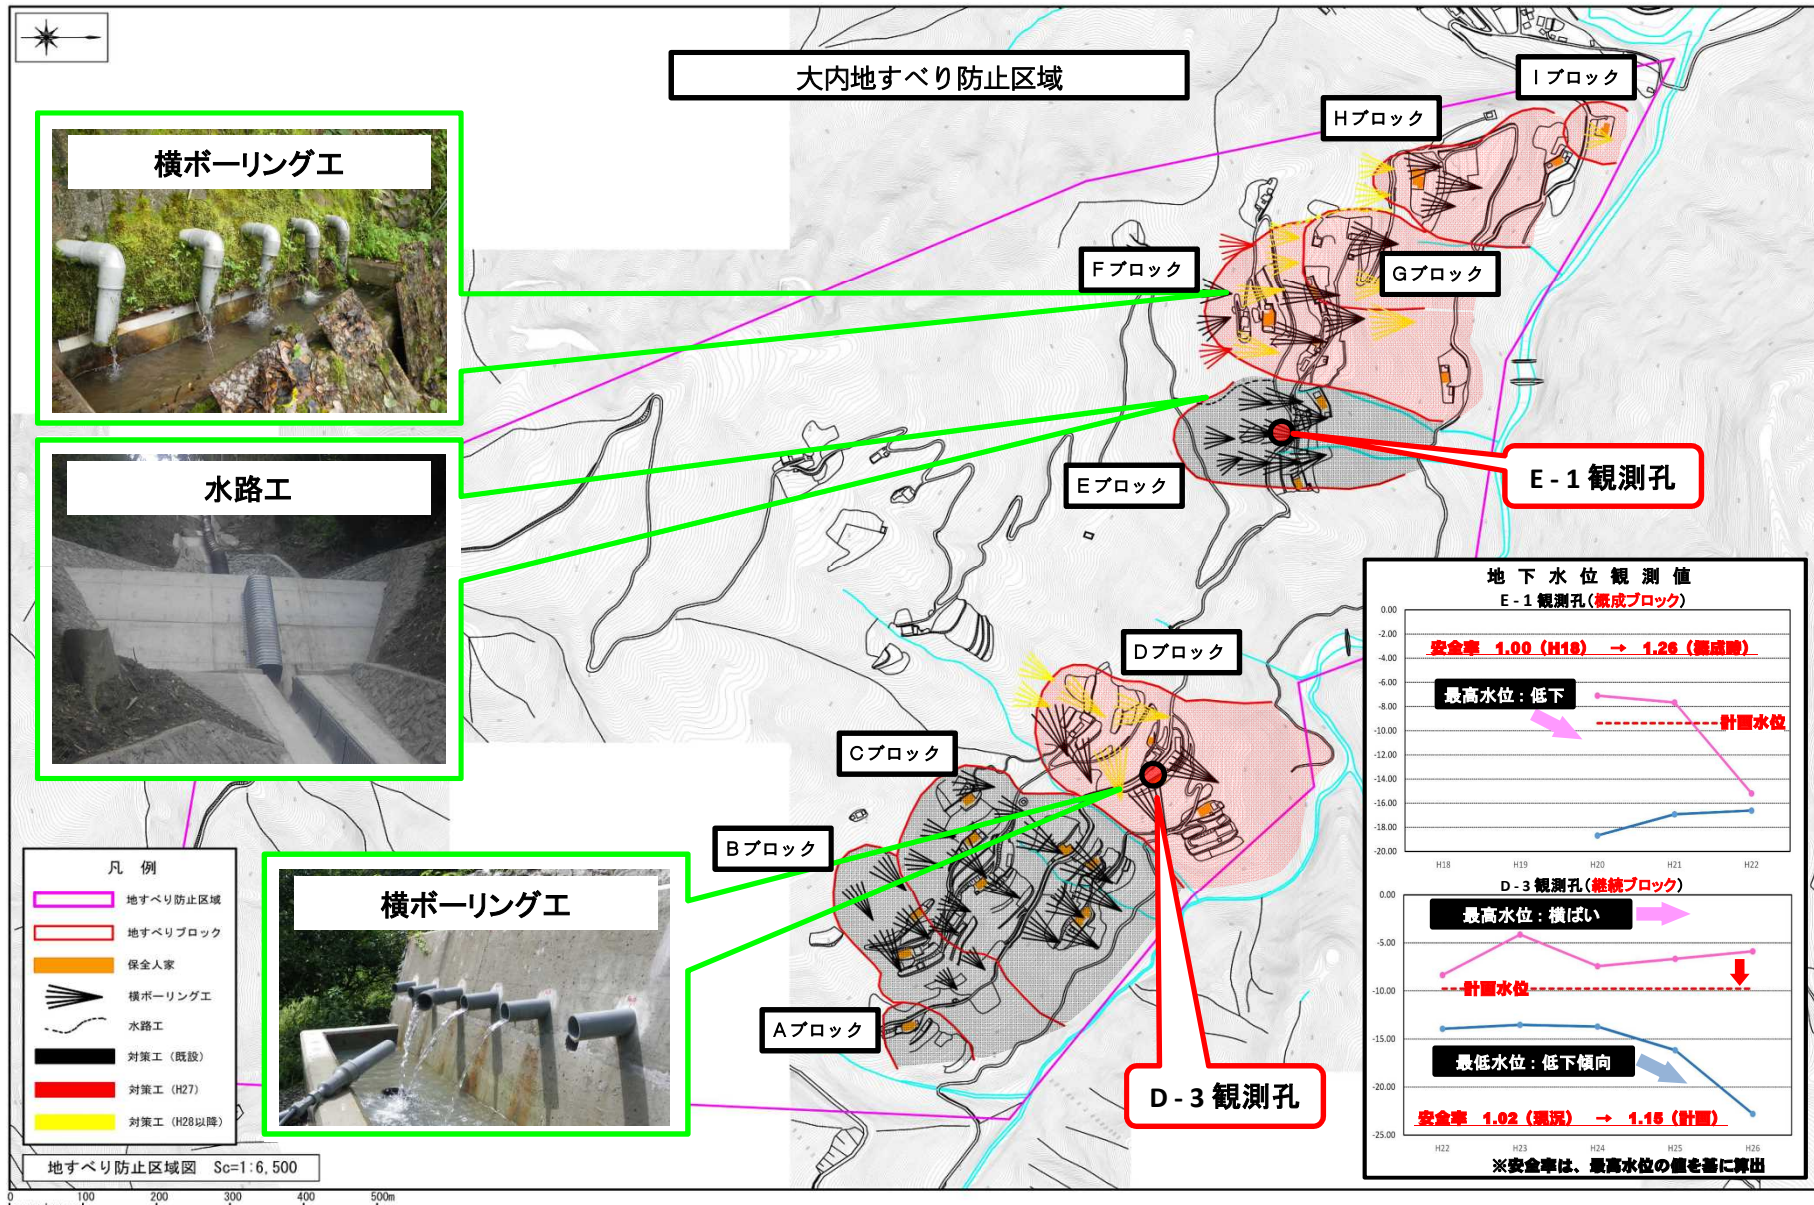 大内地すべり防止区域
Iブロック
Hブロック
横ボーリング工
Fブロック
Gブロック
水路工
Eブロック
E-1 観測孔
地下水位観測値
E-1 観測孔(概成ブロック)
0.00
-2.00
-4.00
-6.00
-8.00
-10.00
-12.00
-14.00
-16.00
-18.00
-20.00
安全率 1.00 (H18) → 1.26 (概成時)
最高水位:低下
計画水位
H18 H19 H20 H21 H22
D-3 観測孔(継続ブロック)
0.00
-5.00
-10.00
-15.00
-20.00
-25.00
最高水位:横ばい
計画水位
最低水位:低下傾向
安全率 1.02 (現況) → 1.15 (計画)
H22 H23 H24 H25 H26
※安全率は、最高水位の値を基に算出
Dブロック
Cブロック
Bブロック
Aブロック
横ボーリング工
D-3 観測孔
凡例
地すべり防止区域
地すべりブロック
保全人家
横ボーリング工
水路工
対策工(既設)
対策工(H27)
対策工(H28以降)
地すべり防止区域図 Sc=1:6,500
0 100 200 300 400 500m